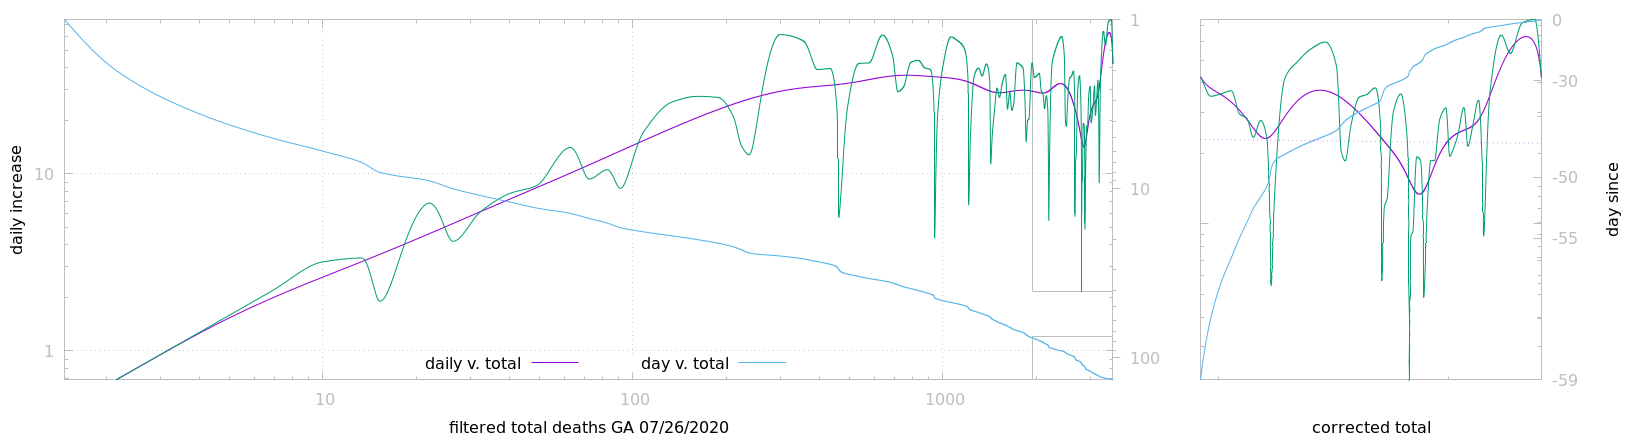 daily increase
10
1
daily v. total
day v. total
10
100
1000
filtered total deaths GA 07/26/2020
1
10
100
0
-30
-50
-55
-59
day since
corrected total